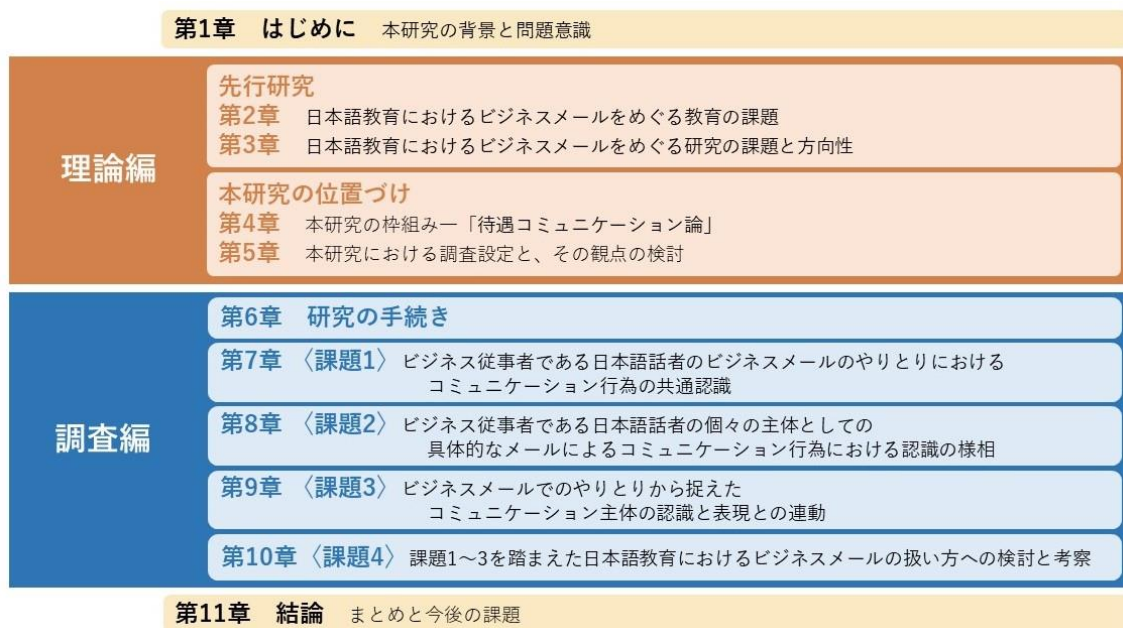 第1章 はじめに 本研究の背景と問題意識
理論編
先行研究
第2章 日本語教育におけるビジネスメールをめぐる教育の課題
第3章 日本語教育におけるビジネスメールをめぐる研究の課題と方向性
本研究の位置づけ
第4章 本研究の枠組み―「待遇コミュニケーション論」
第5章 本研究における調査設定と、その観点の検討
調査編
第6章 研究の手続き
第7章 〈課題1〉 ビジネス従事者である日本語話者のビジネスメールのやりとりにおける
コミュニケーション行為の共通認識
第8章 〈課題2〉 ビジネス従事者である日本語話者の個々の主体としての
具体的なメールによるコミュニケーション行為における認識の様相
第9章 〈課題3〉 ビジネスメールでのやりとりから捉えた
コミュニケーション主体の認識と表現との連動
第10章 〈課題4〉 課題1～3を踏まえた日本語教育におけるビジネスメールの扱い方への検討と考察
第11章 結論 まとめと今後の課題